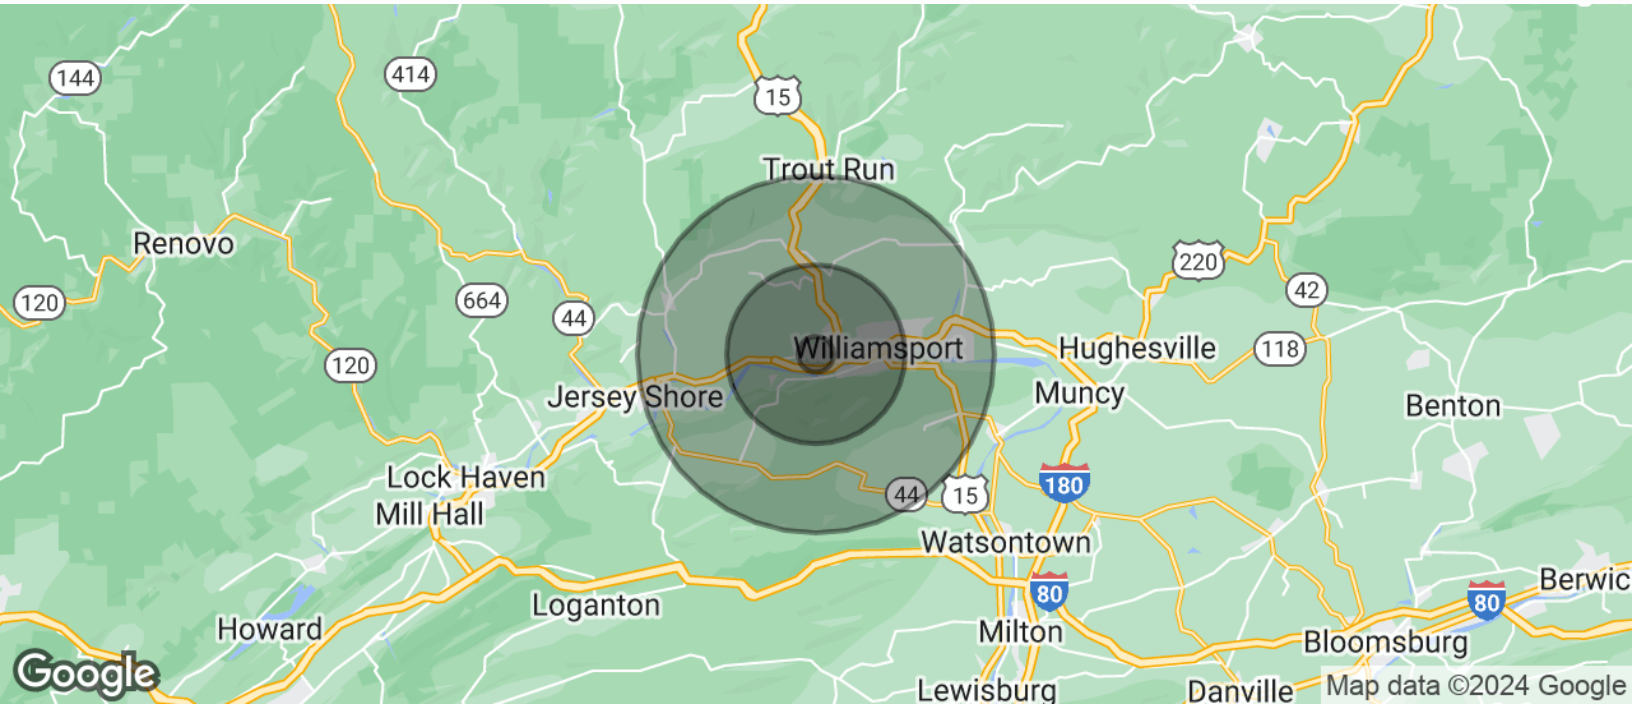 144
414
15
Trout Run
Renovo
220
120
664
44
42
120
Williamsport
Hughesville
118
Jersey Shore
Muncy
Benton
Lock Haven
180
44
15
Mill Hall
Watsontown
80
80
Berwic
Loganton
Howard
Milton
Bloomsburg
Google
Lewisburg
Danville
Map data ©2024 Google